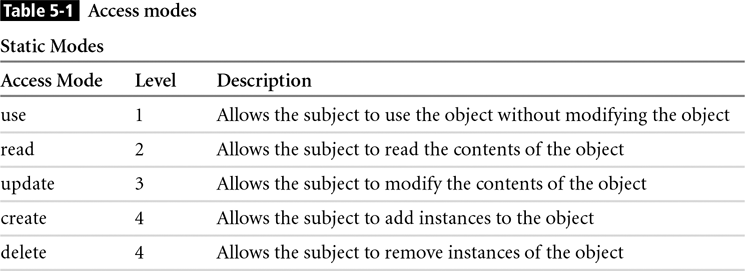 Table 5-1 Access modes
Static Modes
Access Mode Level Description
use 1 Allows the subject to use the object without modifying the object
read 2 Allows the subject to read the contents of the object
update 3 Allows the subject to modify the contents of the object
create 4 Allows the subject to add instances to the object
delete 4 Allows the subject to remove instances of the object